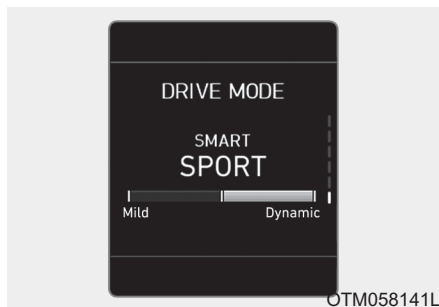 DRIVE MODE
SMART
SPORT
Mild Dynamic
OTM058141L